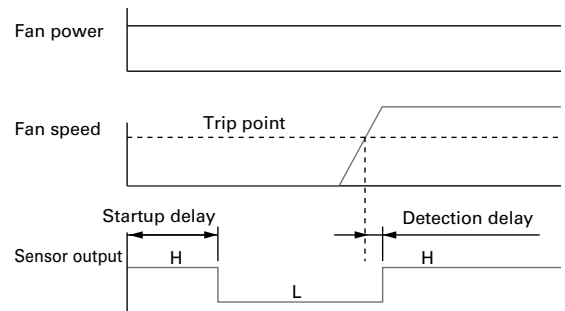 Fan power
Fan speed
Trip point
Startup delay
Detection delay
Sensor output
H
L
H